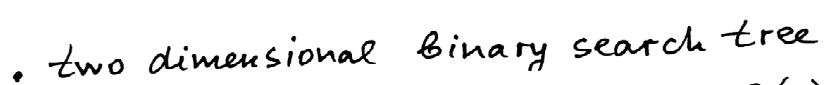 • two dimensional binary search tree